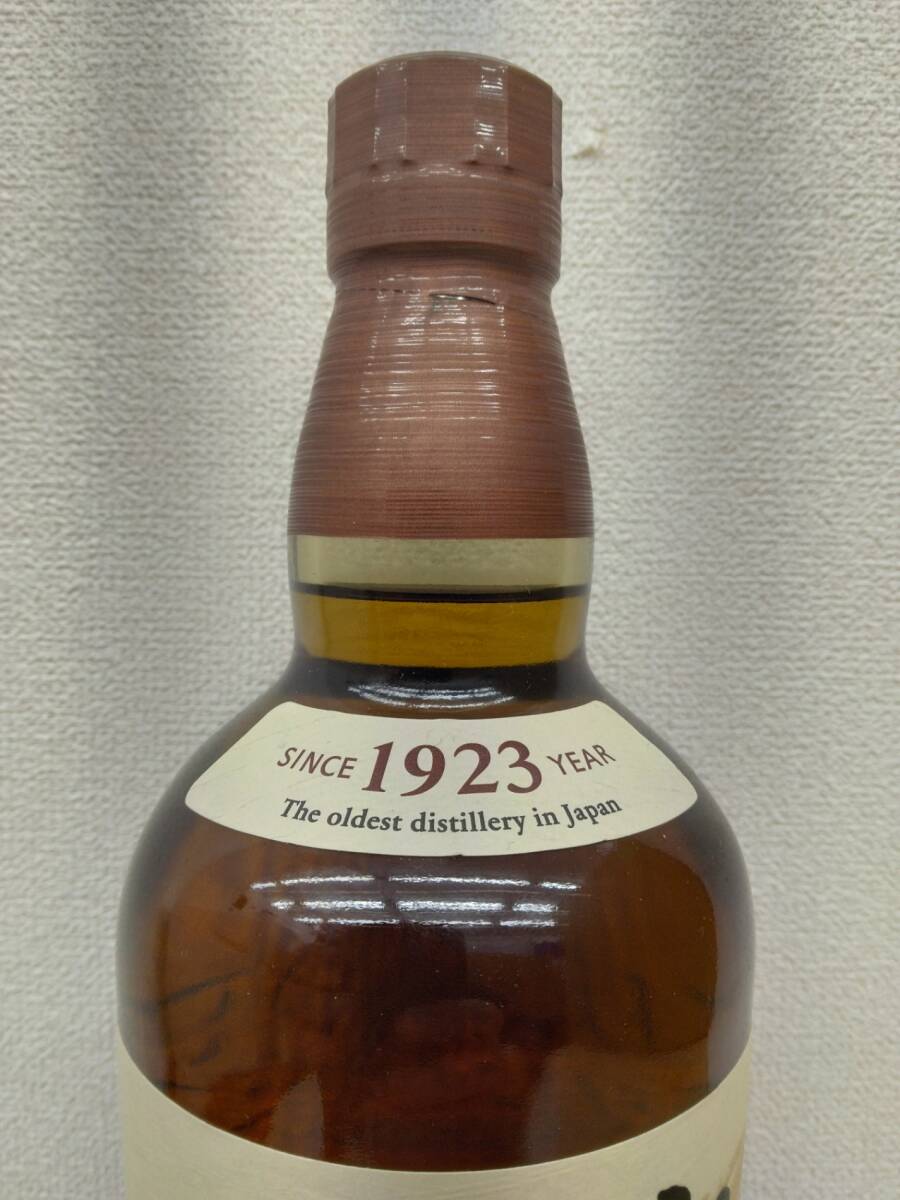 SINCE 1923 YEAR
The oldest distillery in Japan